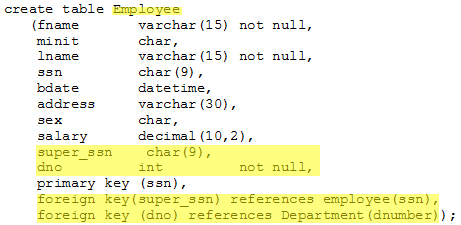 create table Employee
(fname varchar(15) not null,
minit char,
lname varchar(15) not null,
ssn char(9),
bdate datetime,
address varchar(30),
sex char,
salary decimal(10,2),
super_ssn char(9),
dno int not null,
primary key (ssn),
foreign key(super_ssn) references employee(ssn),
foreign key (dno) references Department(dnumber));